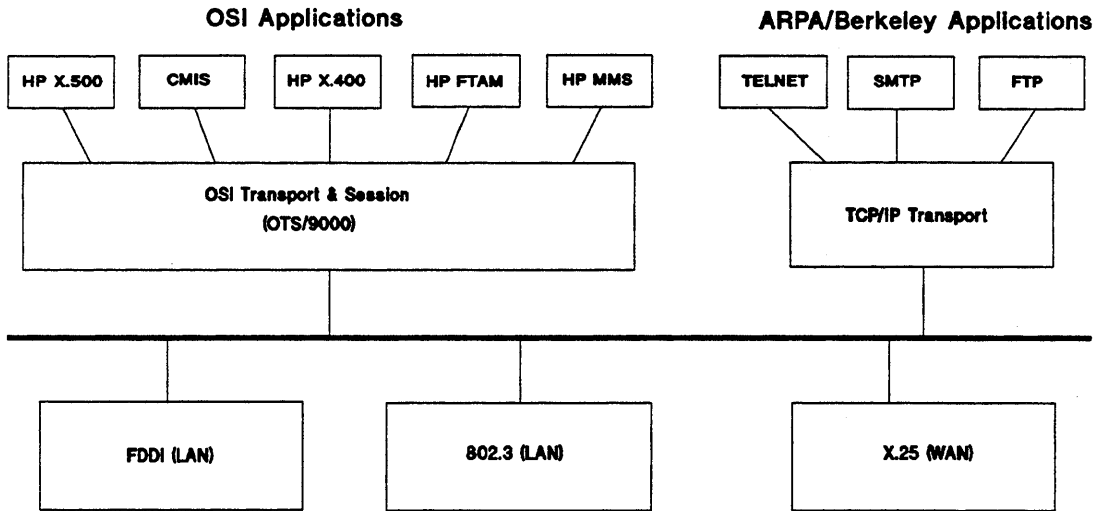 OSI Applications
ARPA/Berkeley Applications
HP X.500
CMIS
HP X.400
HP FTAM
HP MMS
TELNET
SMTP
FTP
OSI Transport & Session
(OTS/9000)
TCP/IP Transport
FDDI (LAN)
802.3 (LAN)
X.25 (WAN)